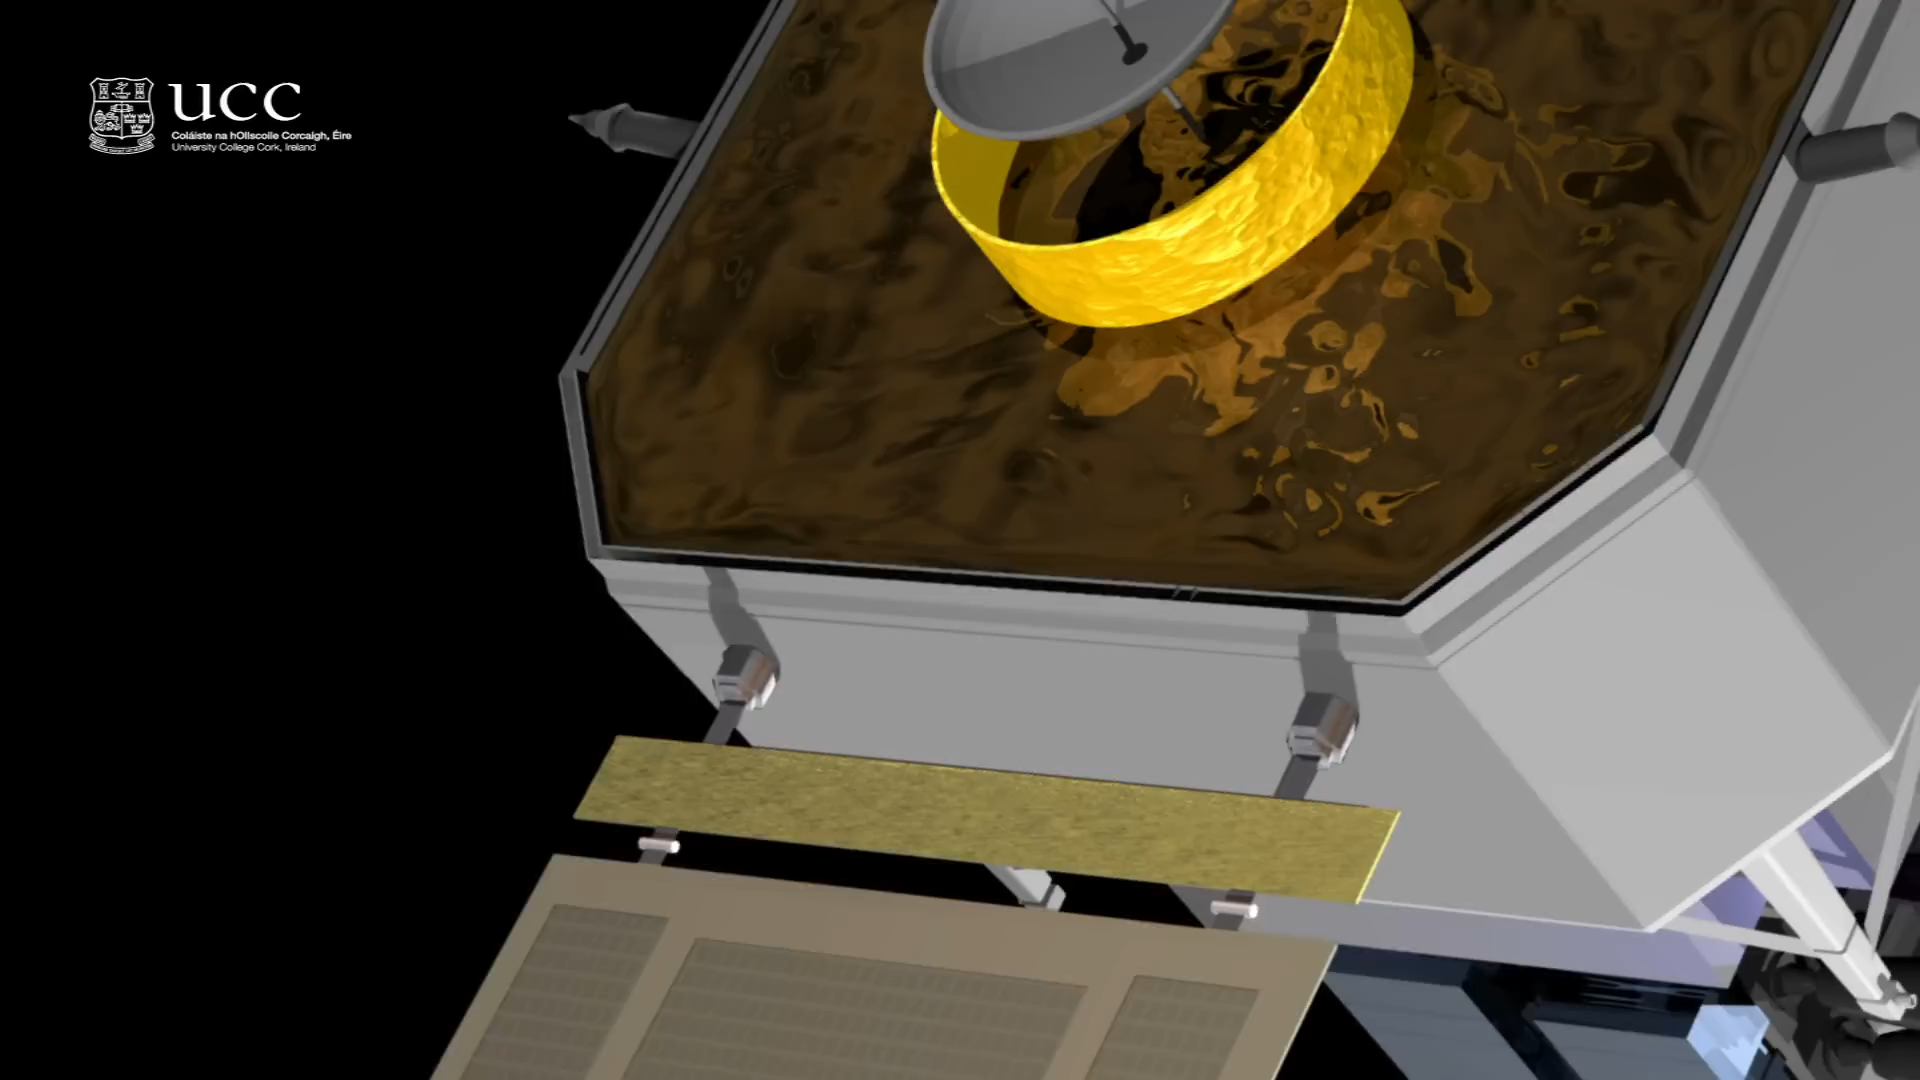 UCC
Coláiste na hOllscoile Corcaigh, Éire
University College Cork, Ireland